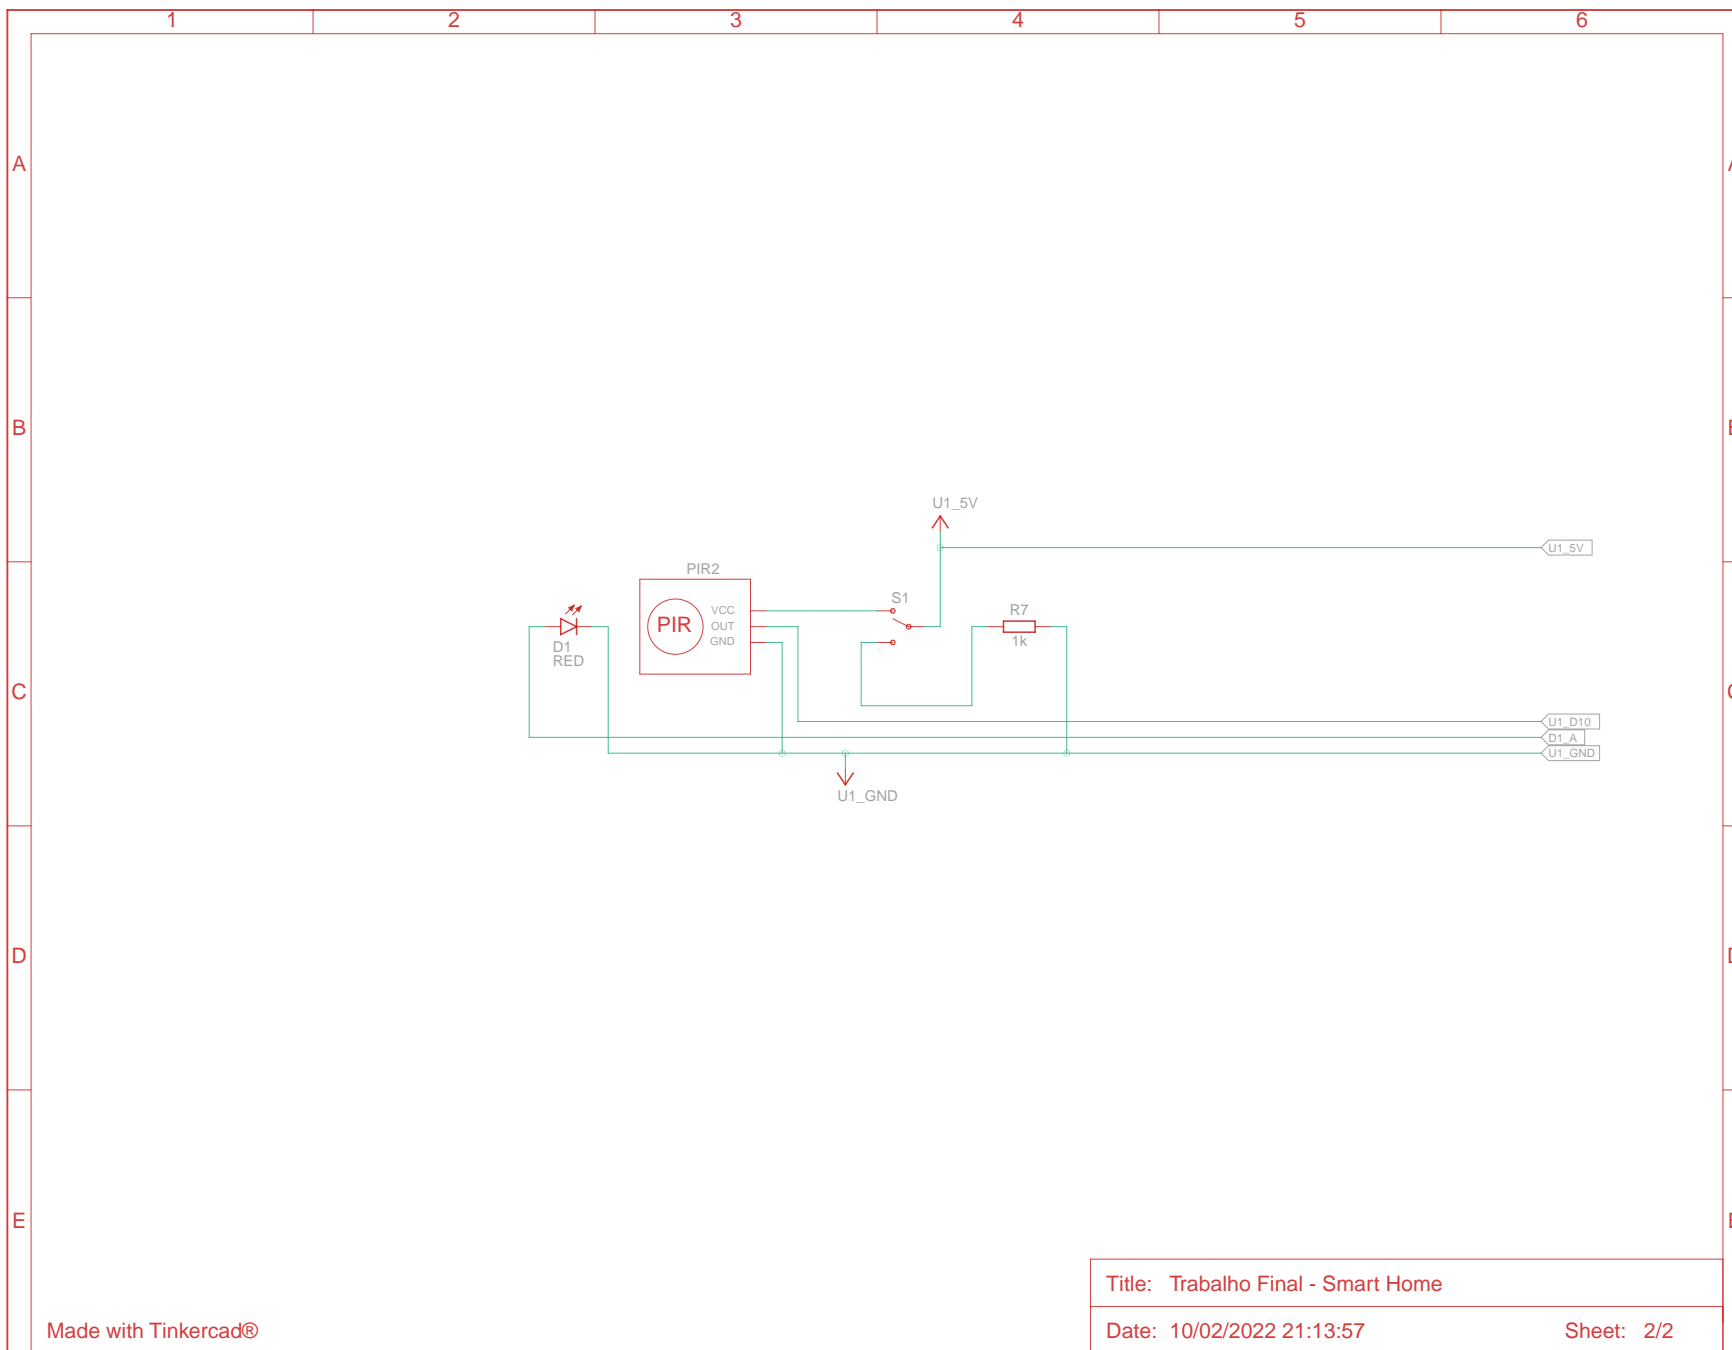 1 2 3 4 5 6
A
B
U1_5V
U1_5V
PIR2
VCC
S1
R7
PIR OUT
GND
1k
D1
RED
C
U1_D10
D1_A
U1_GND
U1_GND
D
E
Title: Trabalho Final - Smart Home
Made with Tinkercad®
Date: 10/02/2022 21:13:57 Sheet: 2/2